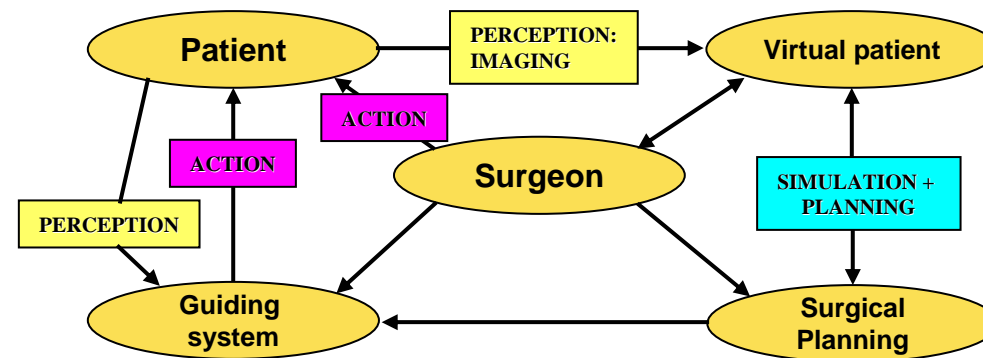 Patient
PERCEPTION:
IMAGING
Virtual patient
ACTION
ACTION
Surgeon
SIMULATION +
PLANNING
PERCEPTION
Guiding
system
Surgical
Planning